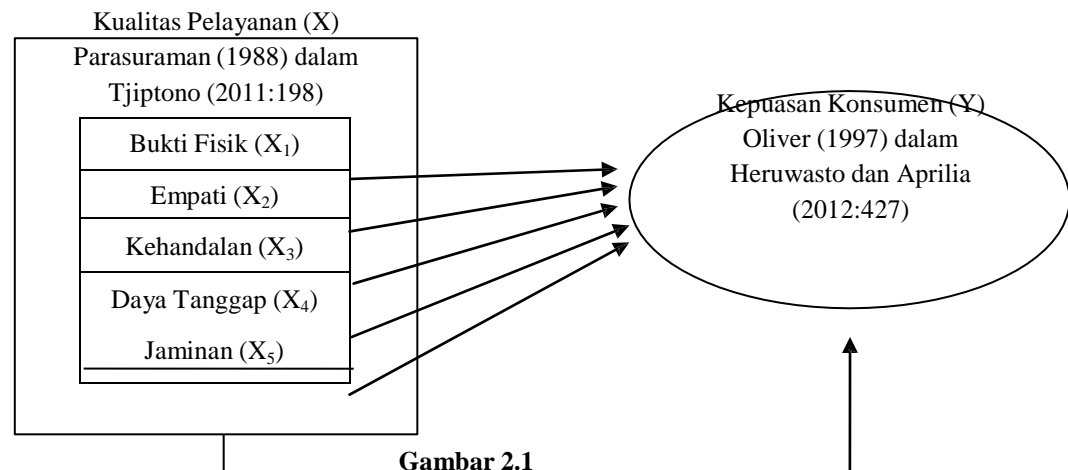 Kualitas Pelayanan (X)
Parasuraman (1988) dalam
Tjiptono (2011:198)
Bukti Fisik (X₁)
Empati (X₂)
Kehandalan (X₃)
Daya Tanggap (X₄)
Jaminan (X₅)
Kepuasan Konsumen (Y)
Oliver (1997) dalam
Heruwasto dan Aprilia
(2012:427)
Gambar 2.1